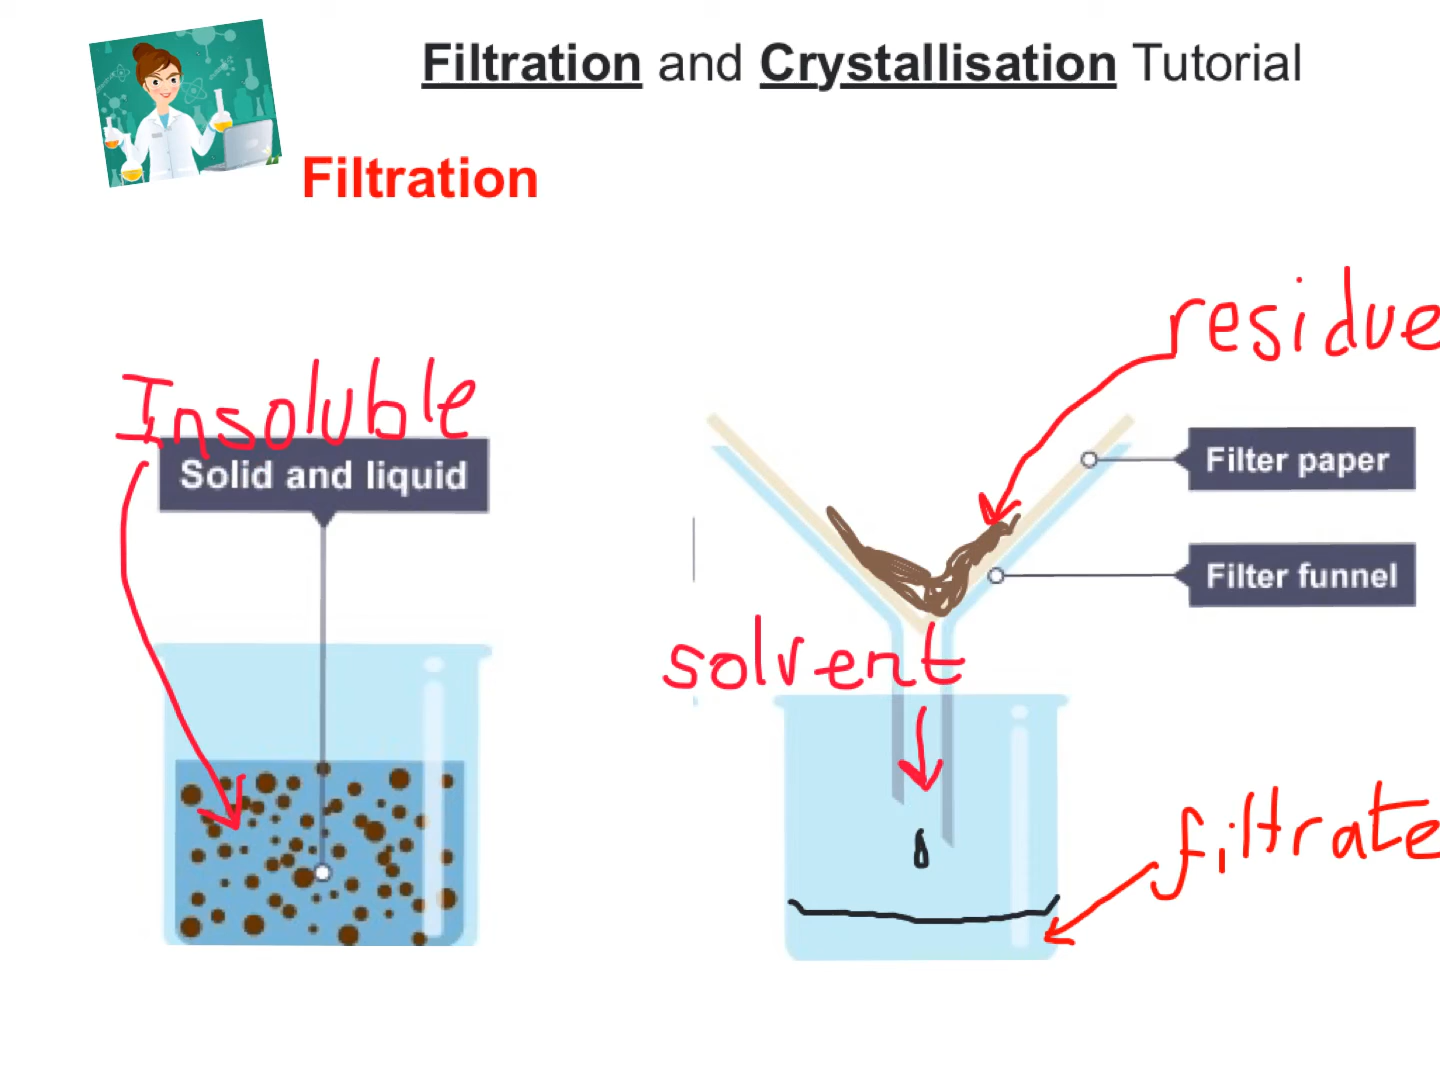 Filtration and Crystallisation Tutorial
Filtration
residue
Insoluble
Solid and liquid
Filter paper
Filter funnel
solvent
filtrate